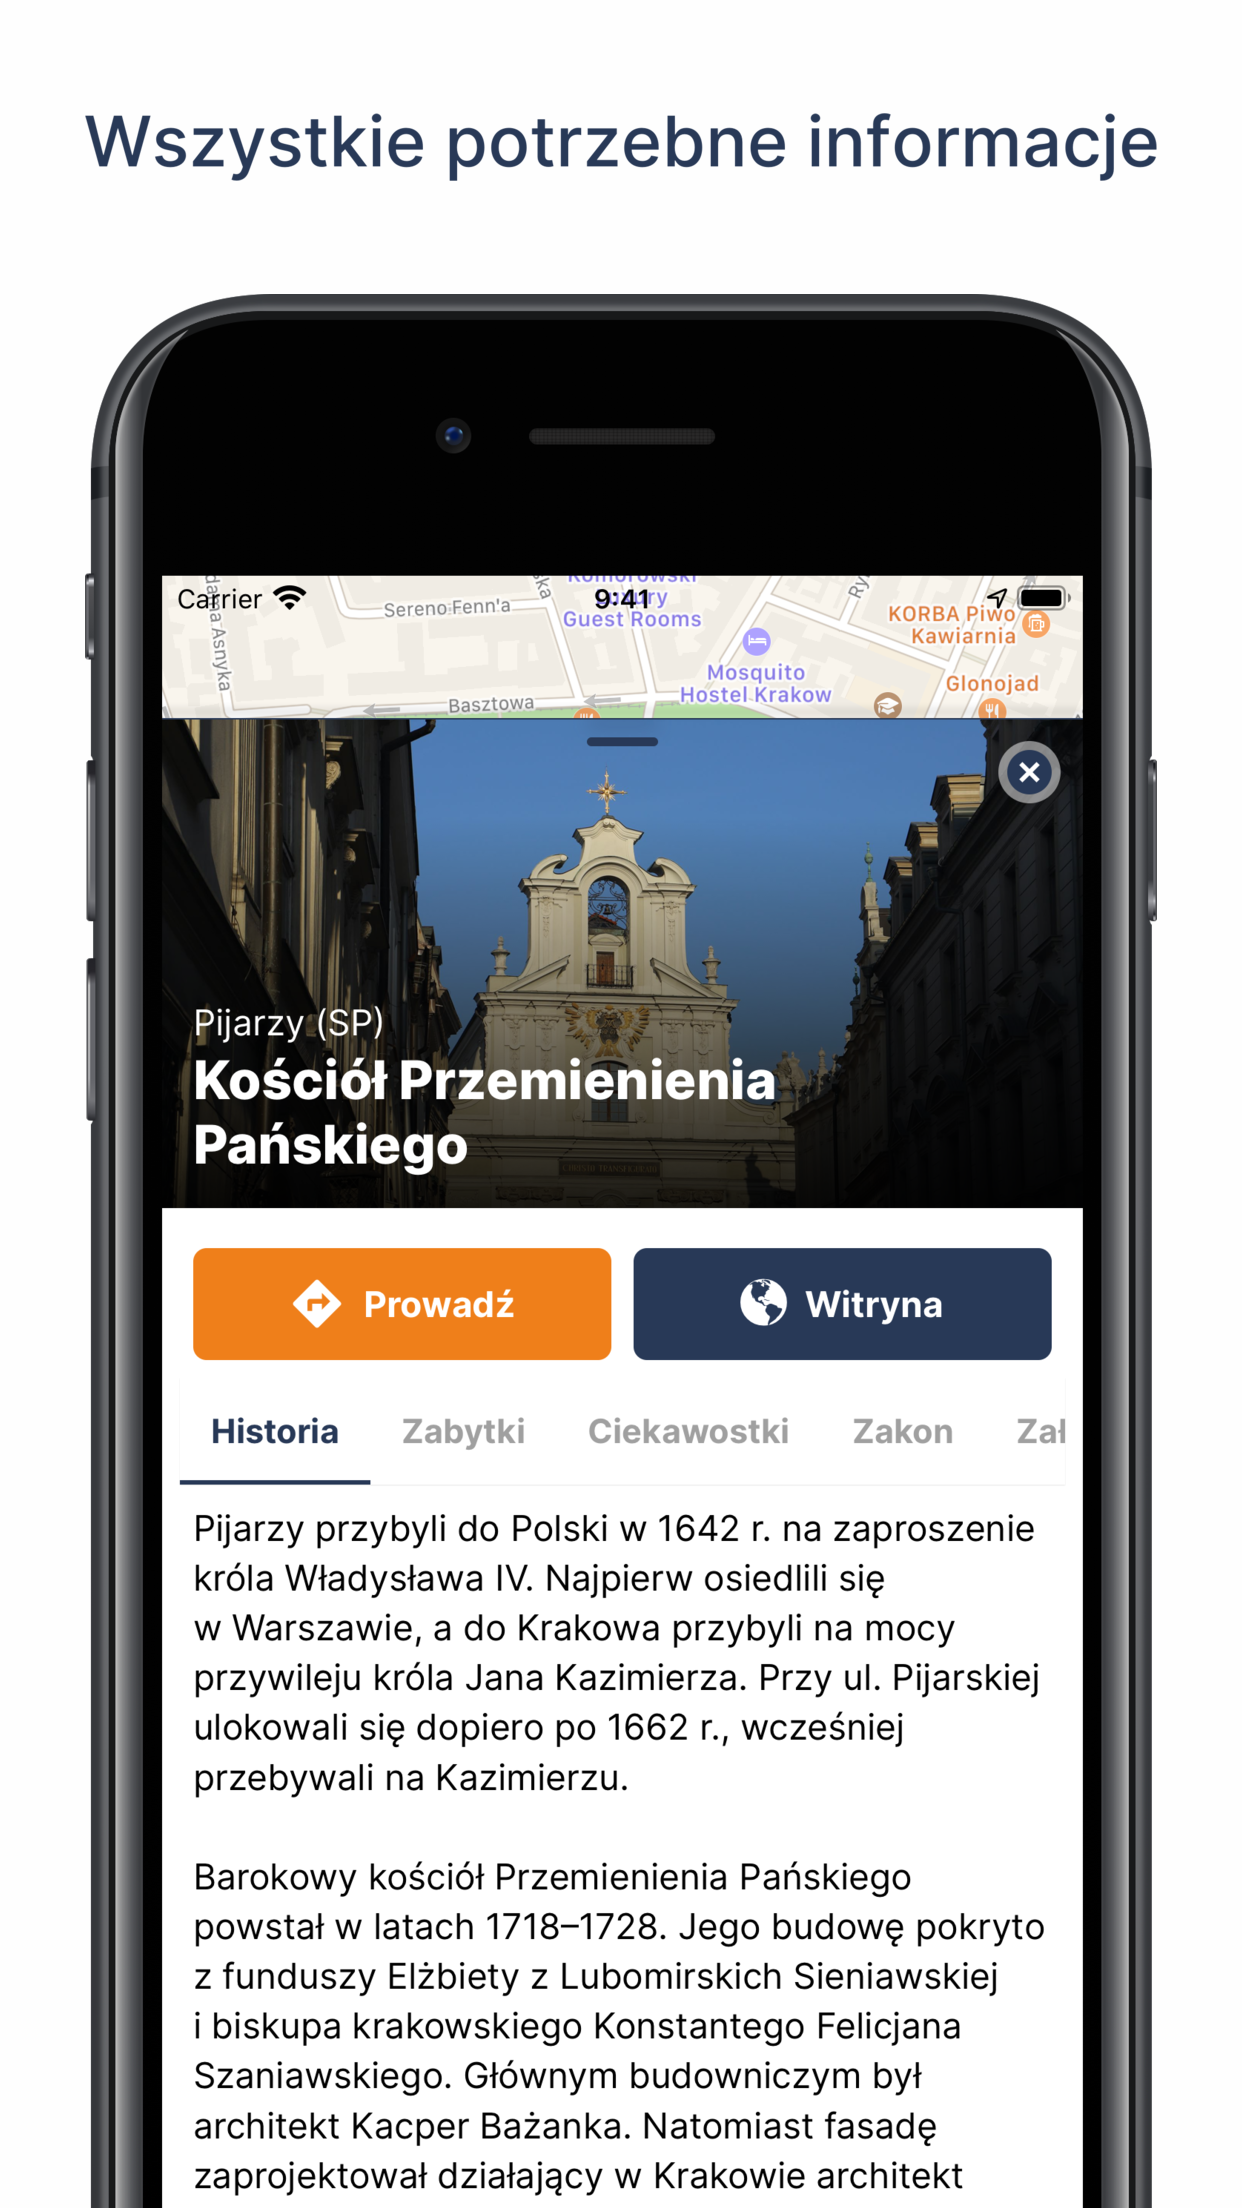 Wszystkie potrzebne informacje
Carrier
9:41
Adama Asnyka
Sereno Fenn'a
Komorowski
Luxury
Guest Rooms
KORBA Piwo
Kawiarnia
Mosquito
Hostel Krakow
Glonojad
Basztowa
Pijarzy (SP)
Kościół Przemienienia
Pańskiego
Prowadź
Witryna
Historia
Zabytki
Ciekawostki
Zakon
Zał
Pijarzy przybyli do Polski w 1642 r. na zaproszenie
króla Władysława IV. Najpierw osiedlili się
w Warszawie, a do Krakowa przybyli na mocy
przywileju króla Jana Kazimierza. Przy ul. Pijarskiej
ulokowali się dopiero po 1662 r., wcześniej
przebywali na Kazimierzu.
Barokowy kościół Przemienienia Pańskiego
powstał w latach 1718–1728. Jego budowę pokryto
z funduszy Elżbiety z Lubomirskich Sieniawskiej
i biskupa krakowskiego Konstantego Felicjana
Szaniawskiego. Głównym budowniczym był
architekt Kacper Bażanka. Natomiast fasadę
zaprojektował działający w Krakowie architekt